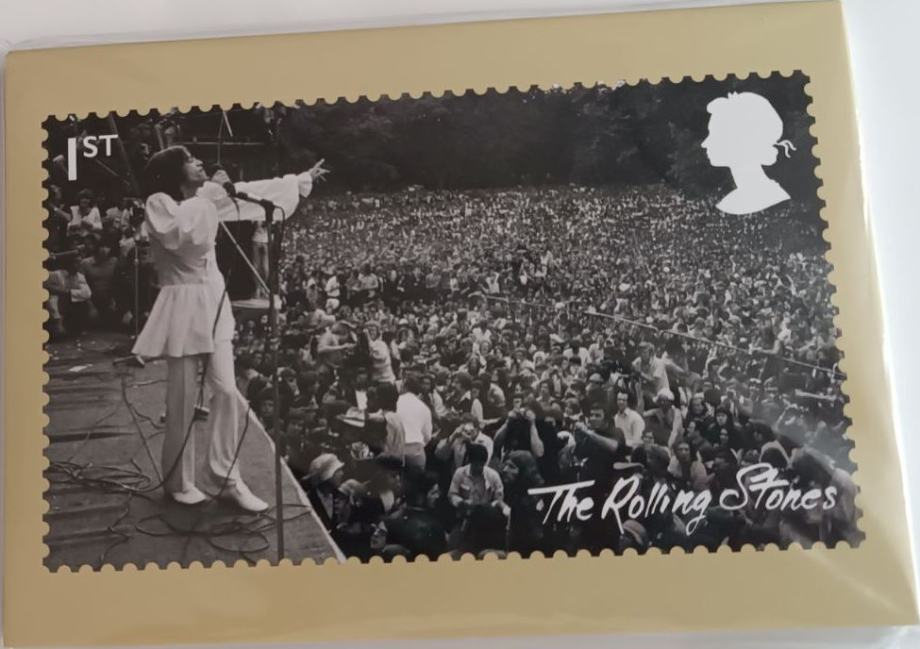 1ST
The Rolling Stones